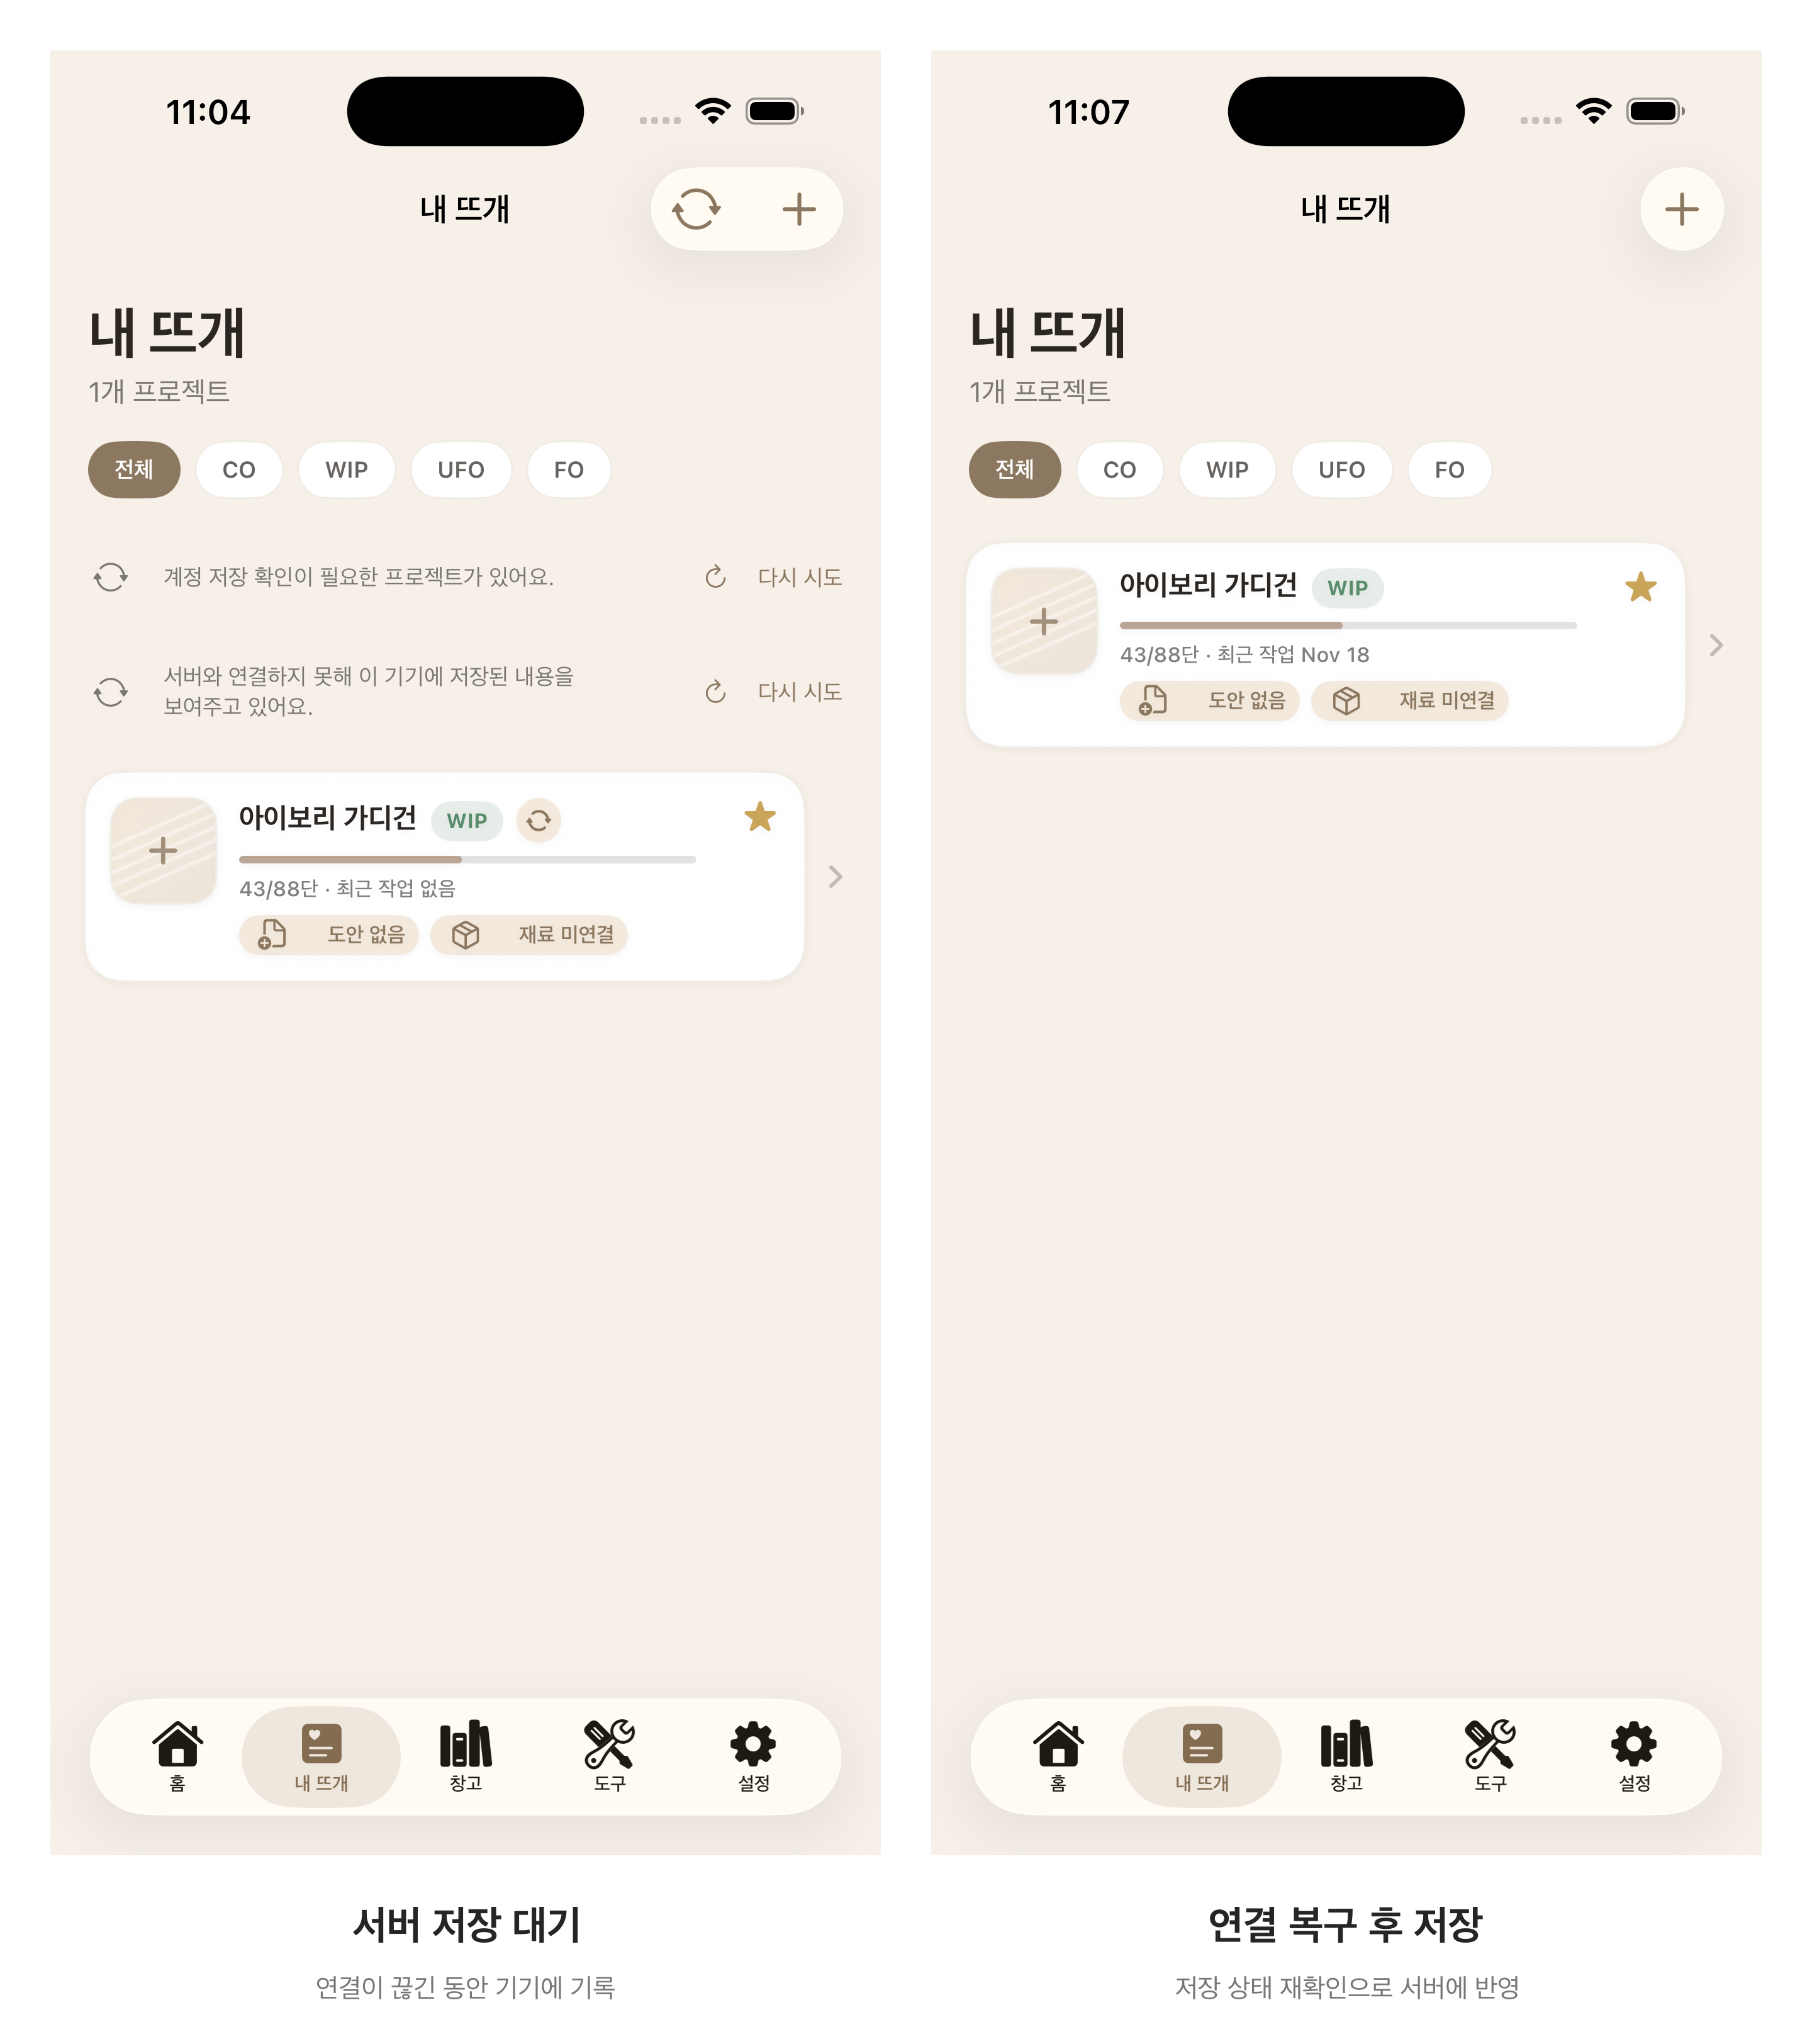 11:04
내 뜨개
내 뜨개
1개 프로젝트
전체 CO WIP UFO FO
계정 저장 확인이 필요한 프로젝트가 있어요. 다시 시도
서버와 연결하지 못해 이 기기에 저장된 내용을
보여주고 있어요. 다시 시도
아이보리 가디건 WIP
43/88단 · 최근 작업 없음
도안 없음 재료 미연결
홈 내 뜨개 창고 도구 설정
서버 저장 대기
연결이 끊긴 동안 기기에 기록
11:07
내 뜨개
내 뜨개
1개 프로젝트
전체 CO WIP UFO FO
아이보리 가디건 WIP
43/88단 · 최근 작업 Nov 18
도안 없음 재료 미연결
홈 내 뜨개 창고 도구 설정
연결 복구 후 저장
저장 상태 재확인으로 서버에 반영